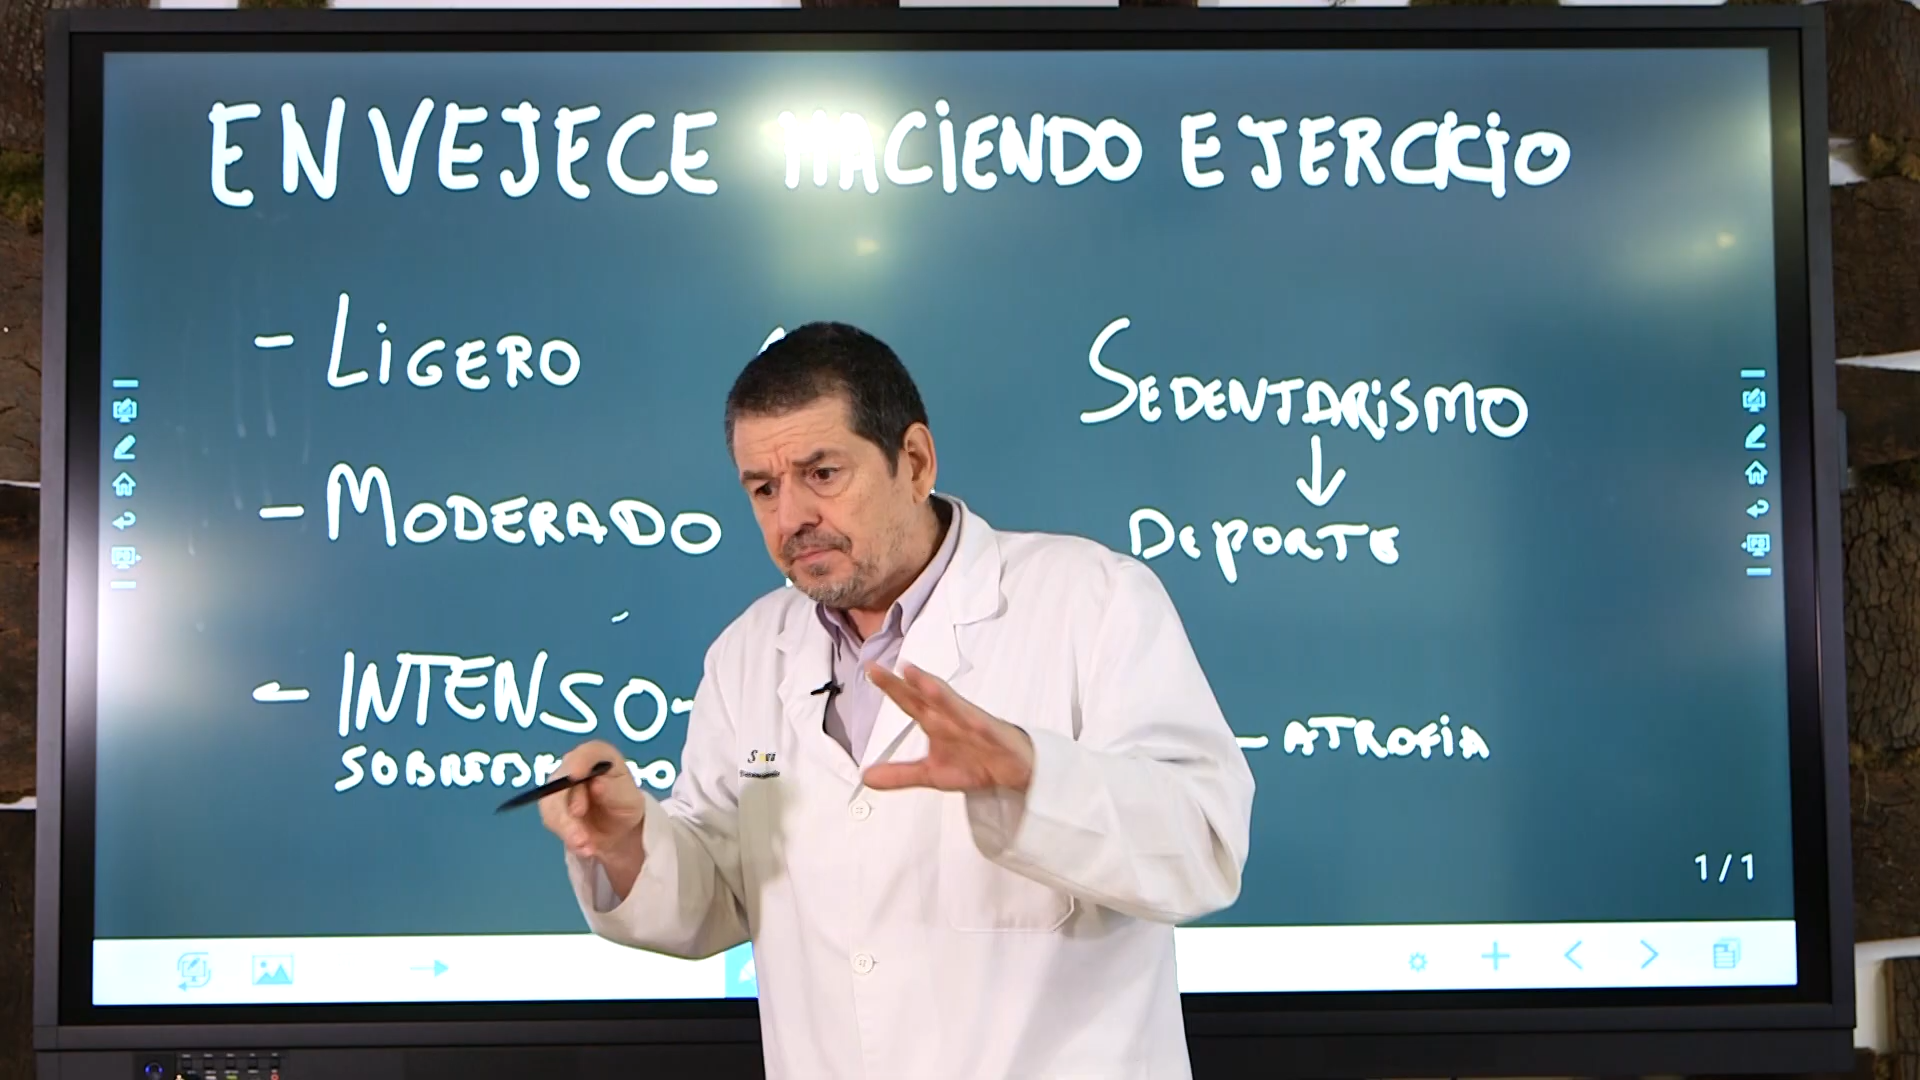 ENVEJECE HACIENDO EJERCICIO
- LIGERO
- MODERADO
- INTENSO -
SEDENTARISMO
↓
DEPORTE
- ATROFIA
1/1